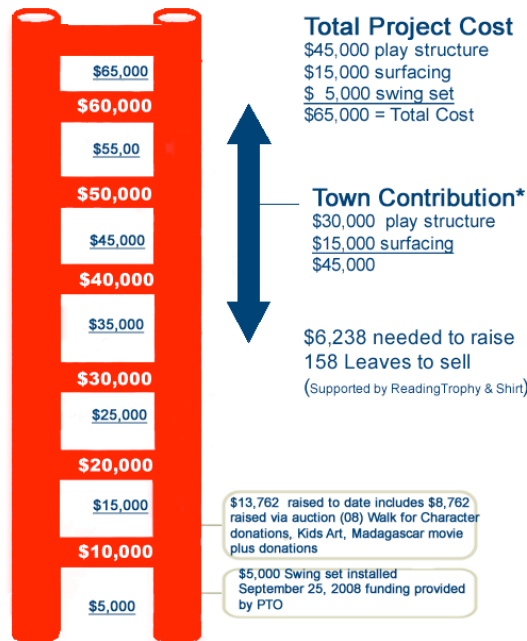 Total Project Cost
$45,000 play structure
$15,000 surfacing
$ 5,000 swing set
$65,000 = Total Cost
$65,000
$60,000
$55,00
$50,000
$45,000
$40,000
$35,000
$30,000
$25,000
$20,000
$15,000
$10,000
$5,000
Town Contribution*
$30,000 play structure
$15,000 surfacing
$45,000
$6,238 needed to raise
158 Leaves to sell
(Supported by ReadingTrophy & Shirt)
$13,762 raised to date includes $8,762
raised via auction (08) Walk for Character
donations, Kids Art, Madagascar movie
plus donations
$5,000 Swing set installed
September 25, 2008 funding provided
by PTO